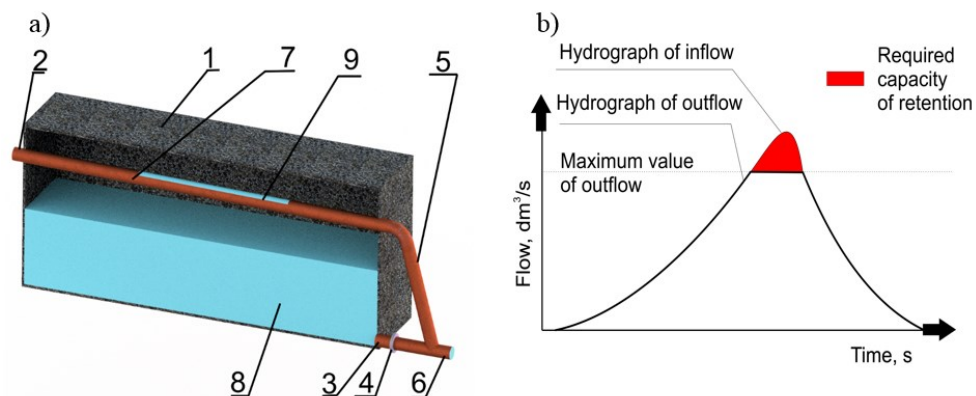 a)
2
1
7
9
5
8
3
4
6
b)
Hydrograph of inflow
Hydrograph of outflow
Maximum value
of outflow
Required
capacity
of retention
Flow, dm³/s
Time, s